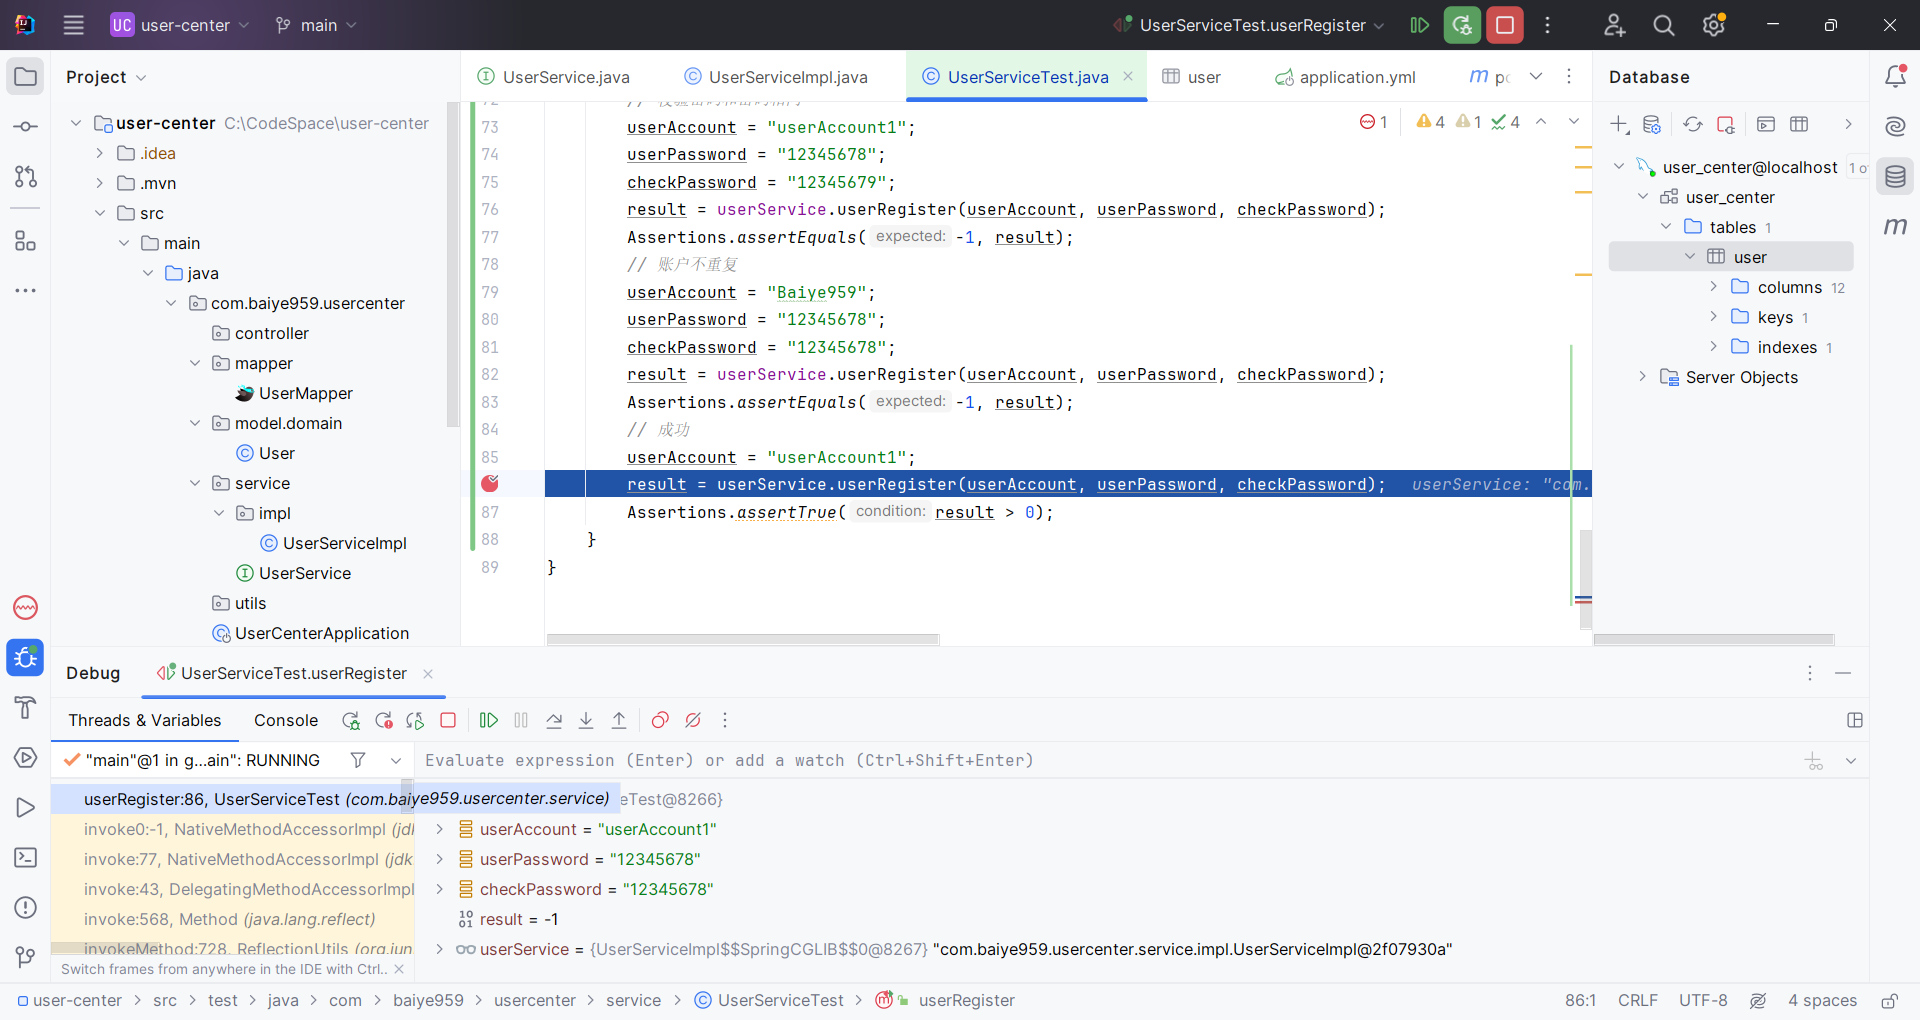 UC user-center main UserServiceTest.userRegister
Project
UserService.java UserServiceImpl.java UserServiceTest.java user application.yml
Database
user-center C:\CodeSpace\user-center
.idea
.mvn
src
main
java
com.baiye959.usercenter
controller
mapper
UserMapper
model.domain
User
service
impl
UserServiceImpl
UserService
utils
UserCenterApplication
1 4 1 4
73 userAccount = "userAccount1";
74 userPassword = "12345678";
75 checkPassword = "12345679";
76 result = userService.userRegister(userAccount, userPassword, checkPassword);
77 Assertions.assertEquals( expected: -1, result);
78 // 账户不重复
79 userAccount = "Baiye959";
80 userPassword = "12345678";
81 checkPassword = "12345678";
82 result = userService.userRegister(userAccount, userPassword, checkPassword);
83 Assertions.assertEquals( expected: -1, result);
84 // 成功
85 userAccount = "userAccount1";
result = userService.userRegister(userAccount, userPassword, checkPassword); userService: "com.
87 Assertions.assertTrue( condition: result > 0);
88 }
89 }
user_center@localhost 1 o
user_center
tables 1
user
columns 12
keys 1
indexes 1
Server Objects
Debug UserServiceTest.userRegister
Threads & Variables Console
"main"@1 in g...ain": RUNNING
Evaluate expression (Enter) or add a watch (Ctrl+Shift+Enter)
userRegister:86, UserServiceTest (com.baiye959.usercenter.service) eTest@8266}
invoke0:-1, NativeMethodAccessorImpl (jdk
invoke:77, NativeMethodAccessorImpl (jdk.
invoke:43, DelegatingMethodAccessorImpl
invoke:568, Method (java.lang.reflect)
invokeMethod:728, ReflectionUtils (org.jun
Switch frames from anywhere in the IDE with Ctrl..
userAccount = "userAccount1"
userPassword = "12345678"
checkPassword = "12345678"
result = -1
userService = {UserServiceImpl$$SpringCGLIB$$0@8267} "com.baiye959.usercenter.service.impl.UserServiceImpl@2f07930a"
user-center > src > test > java > com > baiye959 > usercenter > service > UserServiceTest > userRegister
86:1 CRLF UTF-8 4 spaces